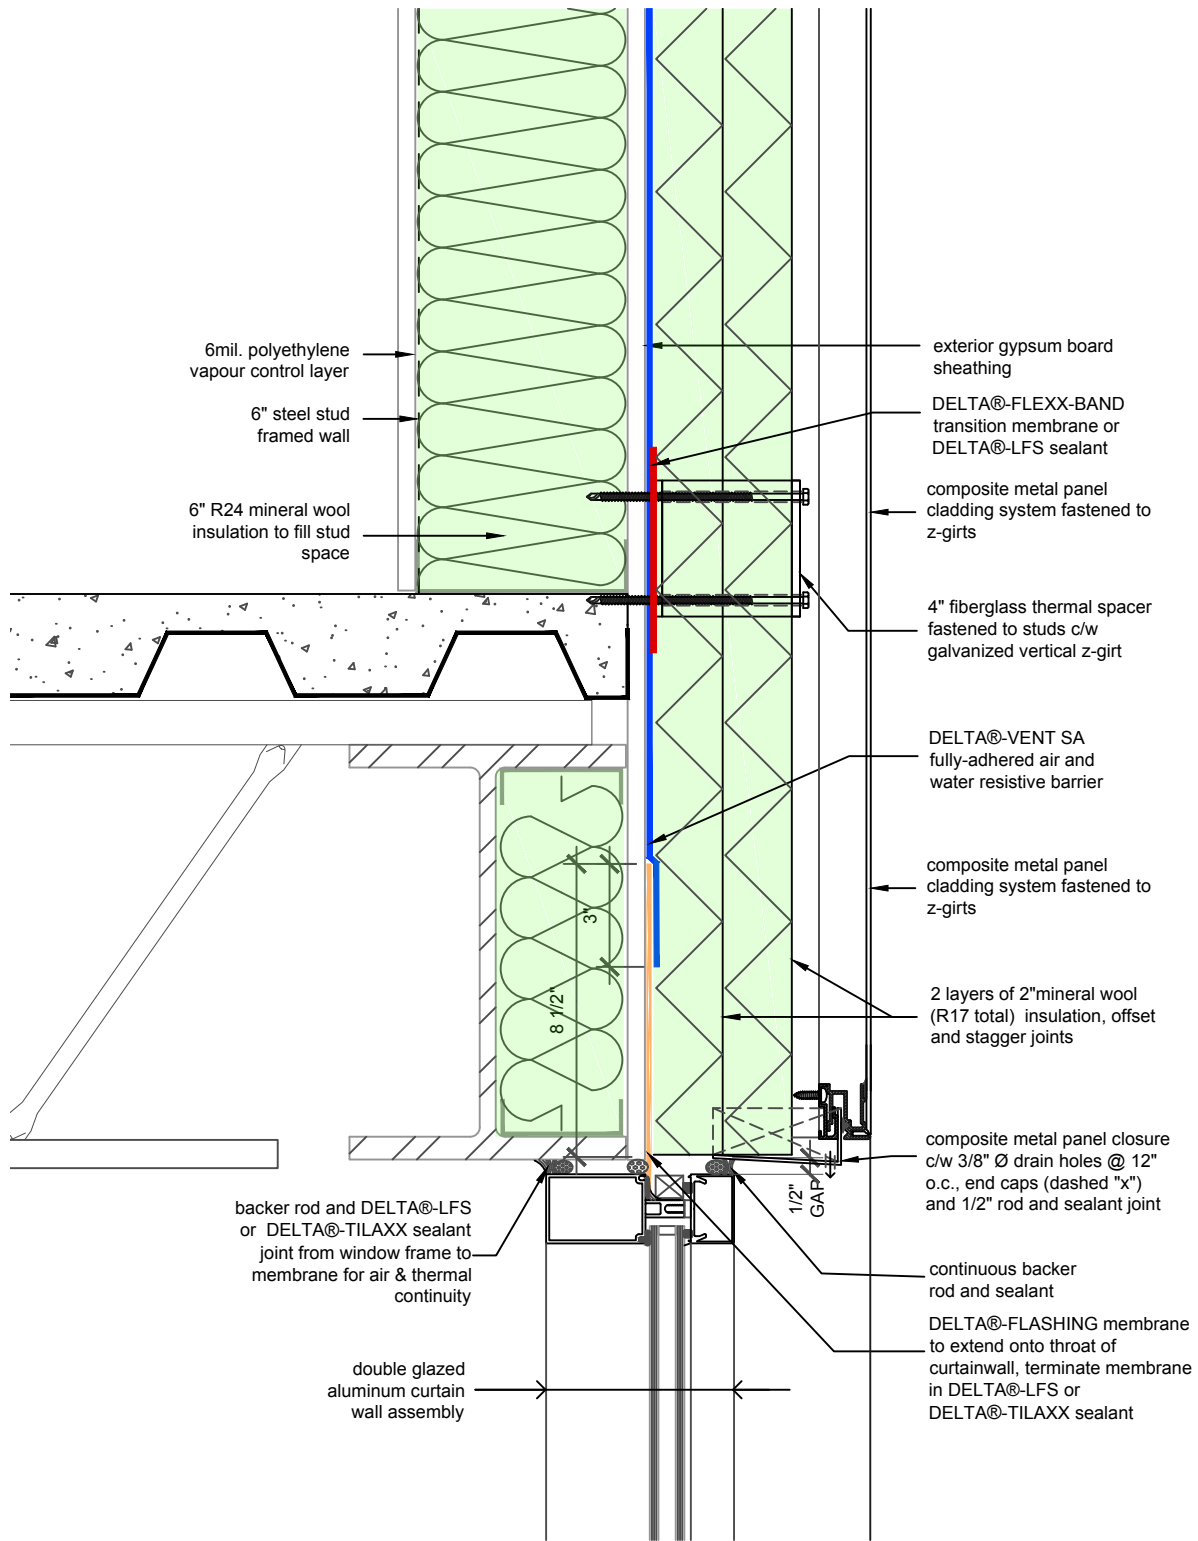 6mil. polyethylene
vapour control layer
6" steel stud
framed wall
6" R24 mineral wool
insulation to fill stud
space
exterior gypsum board
sheathing
DELTA®-FLEXX-BAND
transition membrane or
DELTA®-LFS sealant
composite metal panel
cladding system fastened to
z-girts
4" fiberglass thermal spacer
fastened to studs c/w
galvanized vertical z-girt
DELTA®-VENT SA
fully-adhered air and
water resistive barrier
composite metal panel
cladding system fastened to
z-girts
3"
8 1/2"
2 layers of 2"mineral wool
(R17 total) insulation, offset
and stagger joints
composite metal panel closure
c/w 3/8" Ø drain holes @ 12"
o.c., end caps (dashed "x")
and 1/2" rod and sealant joint
1/2"
GAP
backer rod and DELTA®-LFS
or DELTA®-TILAXX sealant
joint from window frame to
membrane for air & thermal
continuity
continuous backer
rod and sealant
DELTA®-FLASHING membrane
to extend onto throat of
curtainwall, terminate membrane
in DELTA®-LFS or
DELTA®-TILAXX sealant
double glazed
aluminum curtain
wall assembly